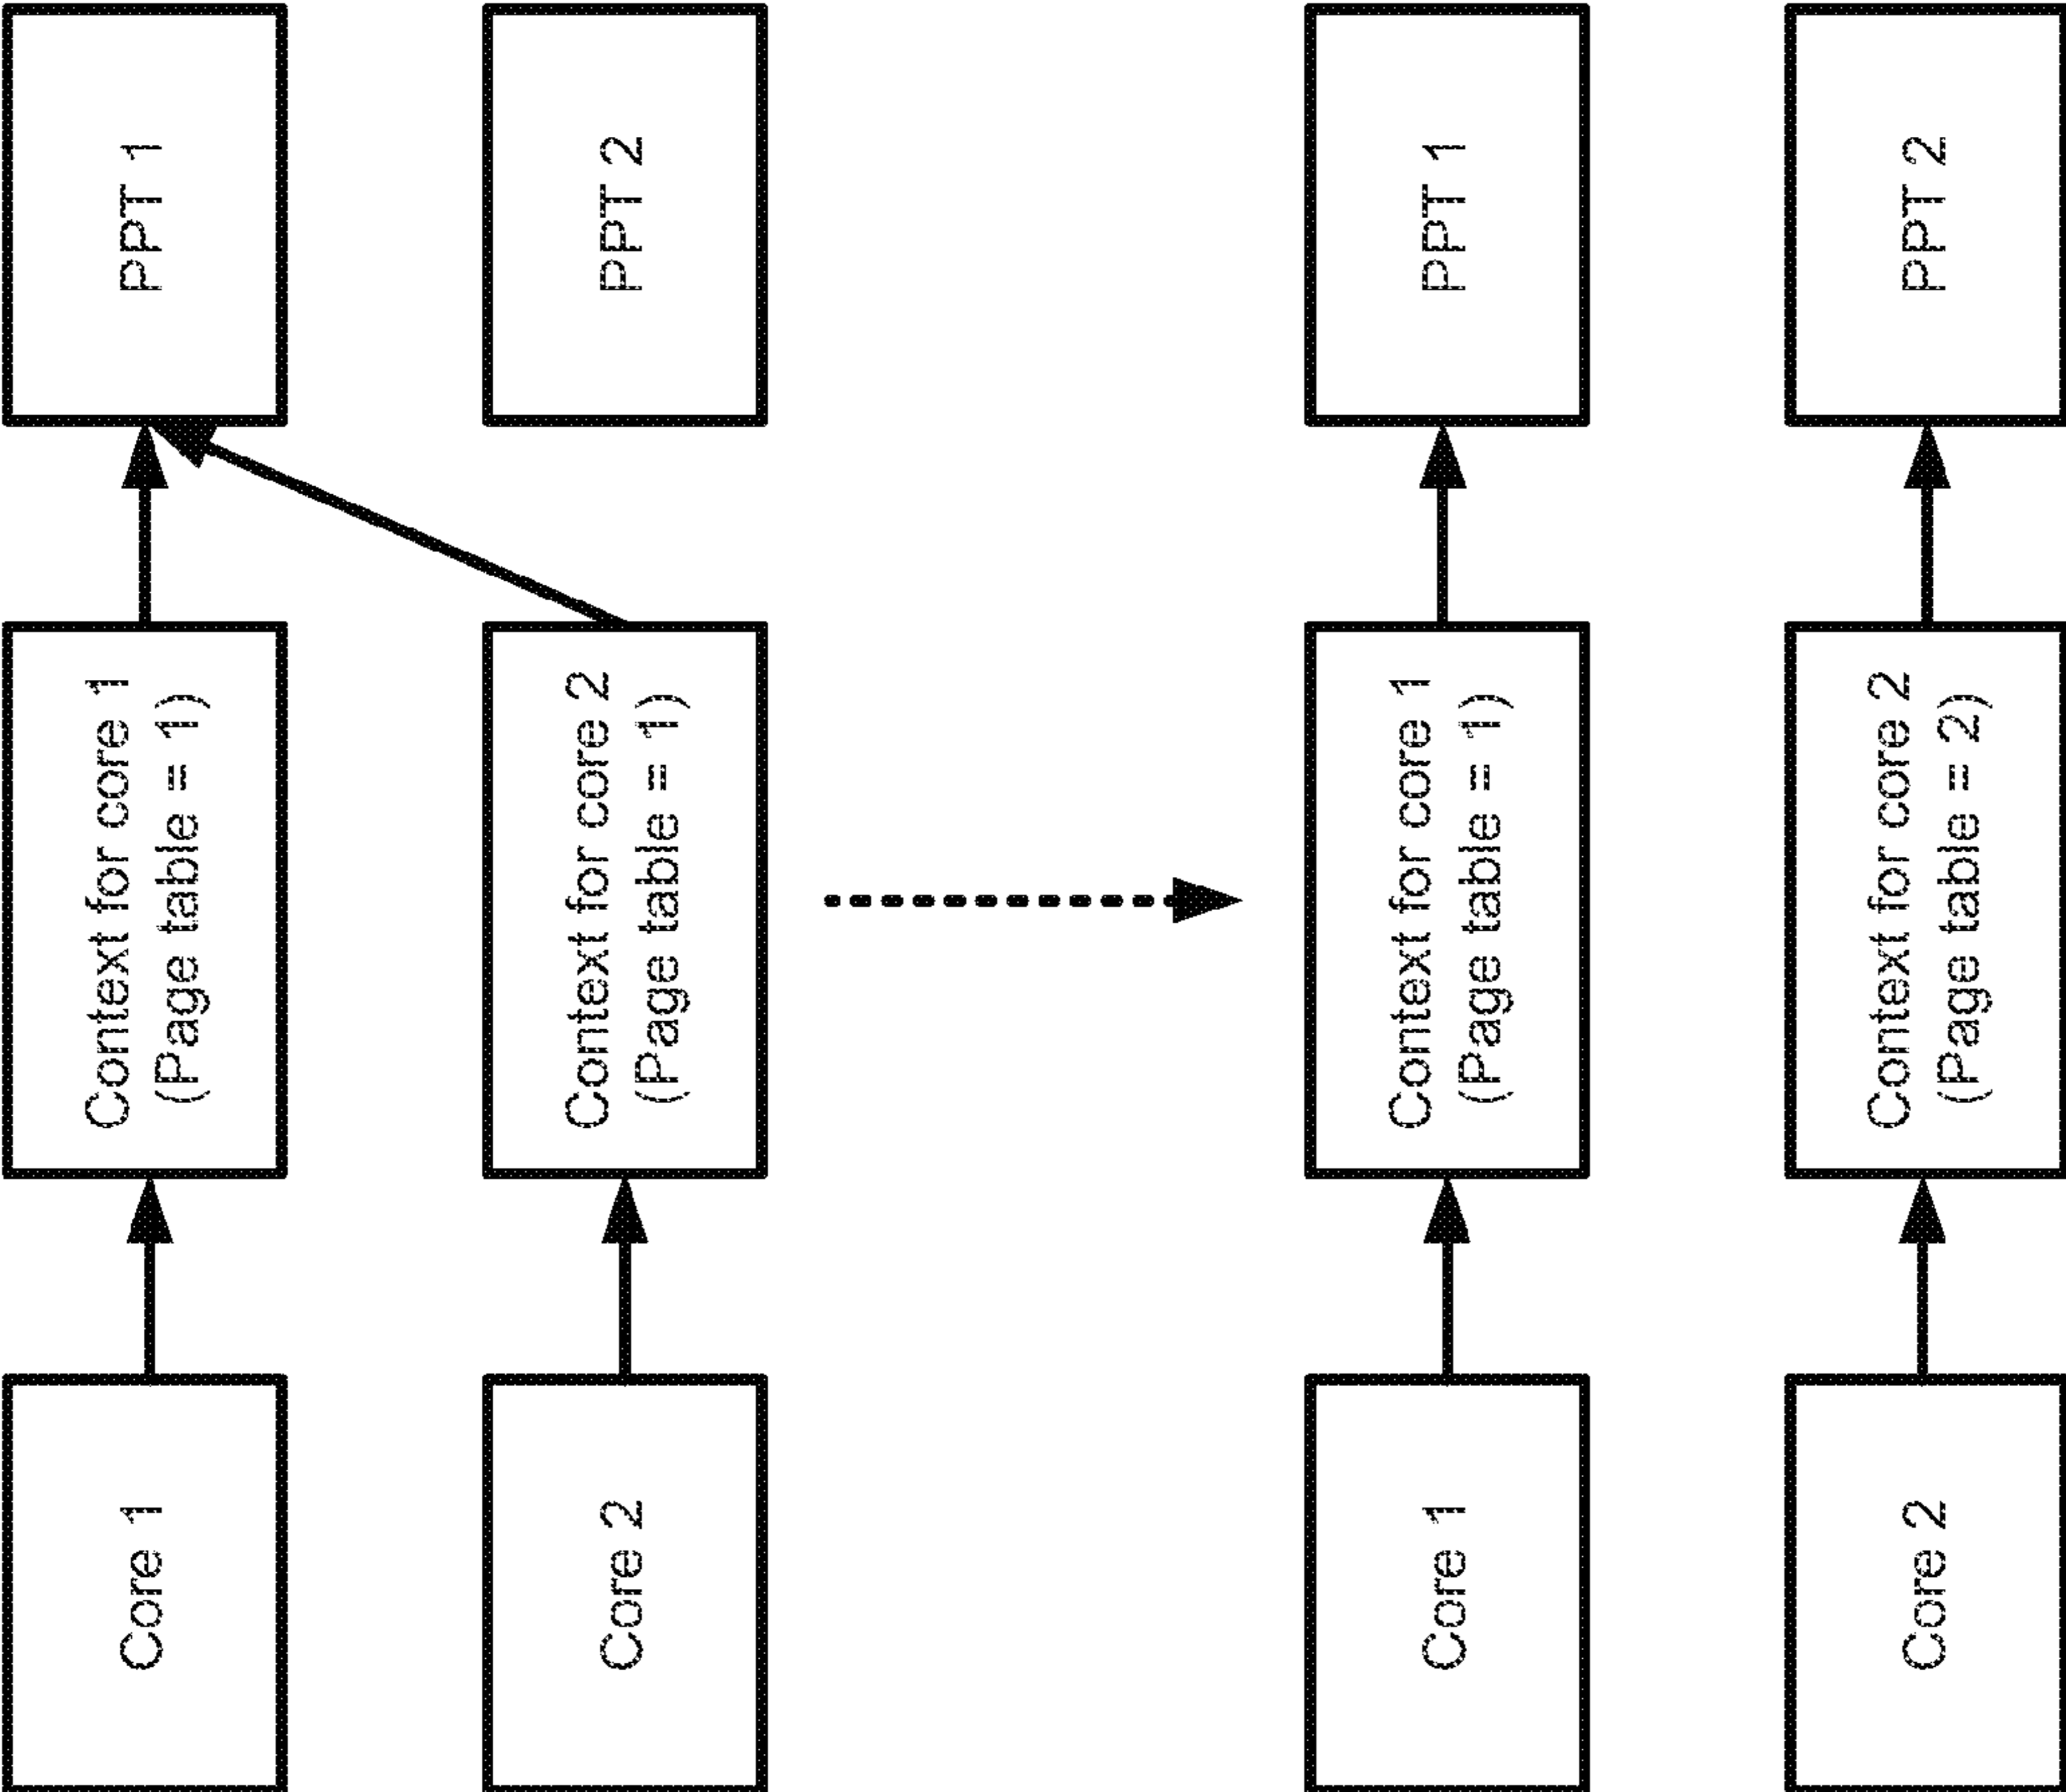 Core 1
Context for core 1
(Page table = 1)
PPT 1
Core 2
Context for core 2
(Page table = 1)
PPT 2
Core 1
Context for core 1
(Page table = 1)
PPT 1
Core 2
Context for core 2
(Page table = 2)
PPT 2